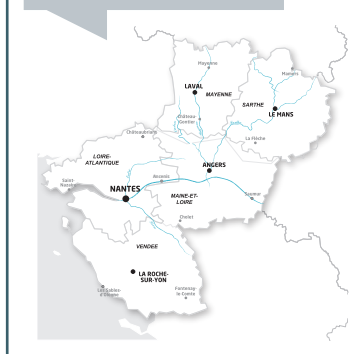 Mayenne
LAVAL
MAYENNE
Mamers
SARTHE
LE MANS
Château
Gontier
Châteaubriant
La Flèche
LOIRE-
ATLANTIQUE
ANGERS
Saint-
Nazaire
Ancenis
NANTES
MAINE-ET-
LOIRE
Saumur
Cholet
VENDEE
LA ROCHE-
SUR-YON
Les Sables-
d'Olonne
Fontenay-
le-Comte